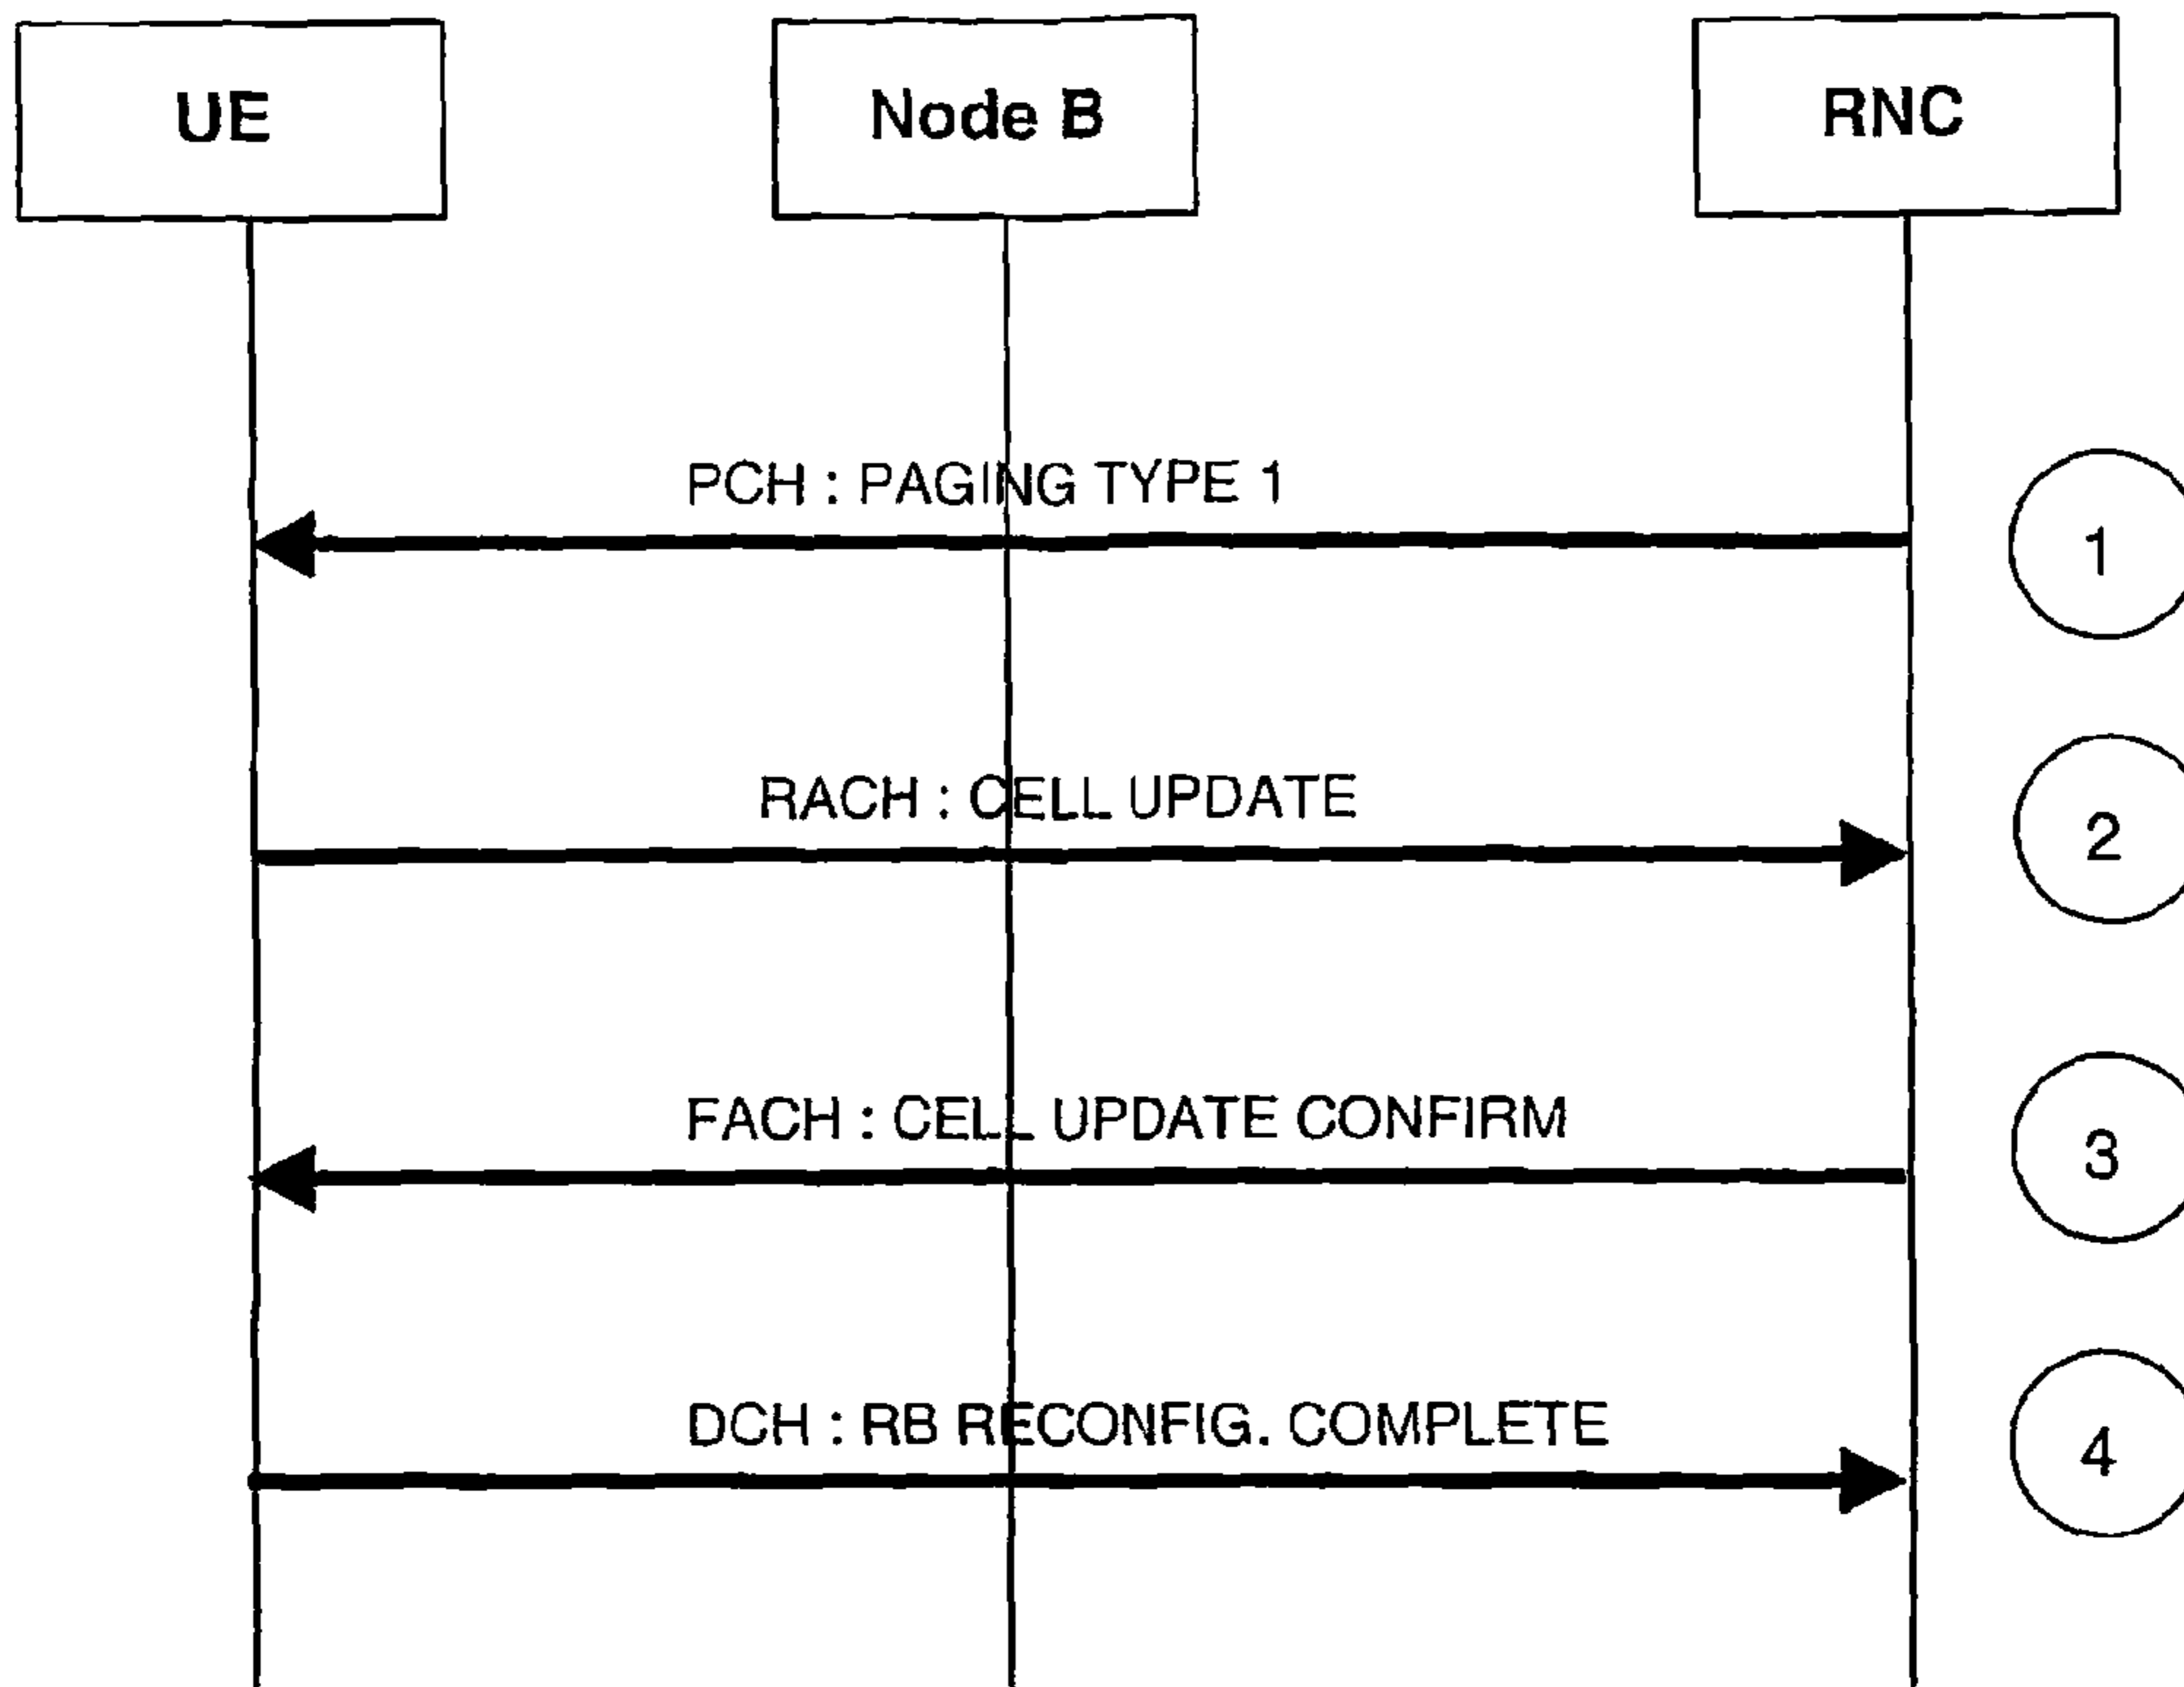 UE
Node B
RNC
PCH : PAGING TYPE 1
1
RACH : CELL UPDATE
2
FACH : CELL UPDATE CONFIRM
3
DCH : RB RECONFIG. COMPLETE
4